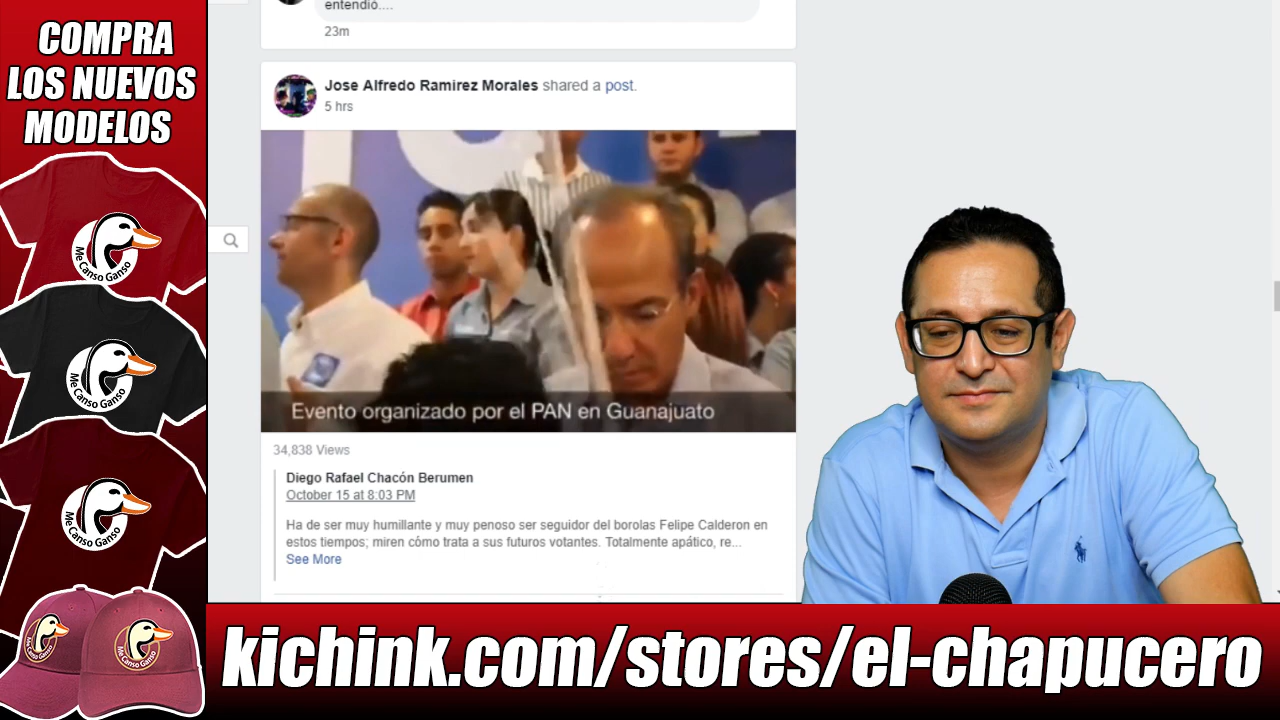 COMPRA
LOS NUEVOS
MODELOS
Me Canso Ganso
Me Canso Ganso
Me Canso Ganso
Me Canso Ganso
Me Canso Ganso
entendió....
23m
Jose Alfredo Ramirez Morales shared a post.
5 hrs
Evento organizado por el PAN en Guanajuato
34,838 Views
Diego Rafael Chacón Berumen
October 15 at 8:03 PM
Ha de ser muy humillante y muy penoso ser seguidor del borolas Felipe Calderon en
estos tiempos; miren cómo trata a sus futuros votantes. Totalmente apático, re...
See More
kichink.com/stores/el-chapucero